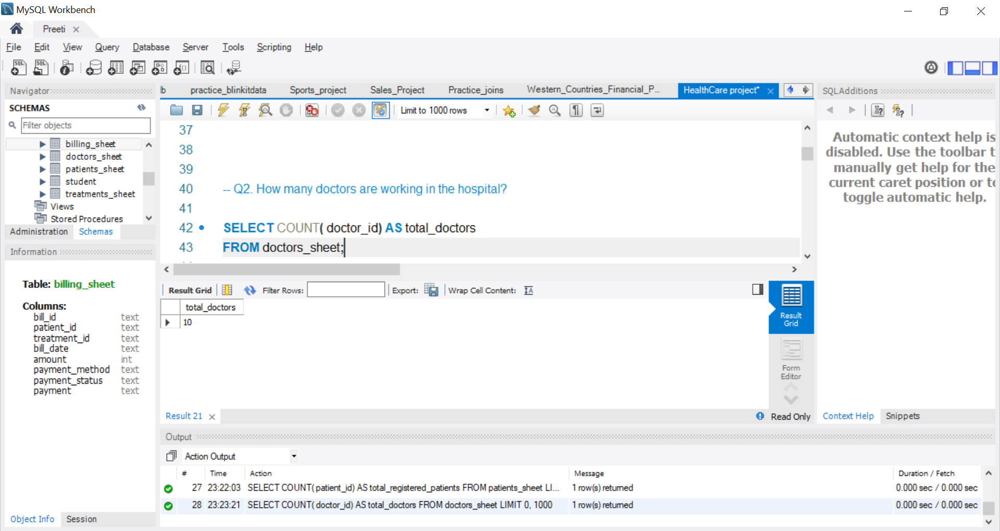 MySQL Workbench
Preeti
File Edit View Query Database Server Tools Scripting Help
Navigator
SCHEMAS
Filter objects
billing_sheet
doctors_sheet
patients_sheet
student
treatments_sheet
Views
Stored Procedures
Administration Schemas
Information
Table: billing_sheet
Columns:
bill_id text
patient_id text
treatment_id text
bill_date text
amount int
payment_method text
payment_status text
payment text
Object Info Session
lb practice_blinkitdata Sports_project Sales_Project Practice_joins Western_Countries_Financial_P... HealthCare project*
Limit to 1000 rows
37
38
39
40 -- Q2. How many doctors are working in the hospital?
41
42 SELECT COUNT( doctor_id) AS total_doctors
43 FROM doctors_sheet;
Result Grid Filter Rows: Export: Wrap Cell Content:
total_doctors
10
Result
Grid
Form
Editor
Result 21 Read Only
SQLAdditions
Automatic context help is
disabled. Use the toolbar t
manually get help for the
current caret position or to
toggle automatic help.
Context Help Snippets
Output
Action Output
# Time Action Message Duration / Fetch
27 23:22:03 SELECT COUNT( patient_id) AS total_registered_patients FROM patients_sheet LI... 1 row(s) returned 0.000 sec / 0.000 sec
28 23:23:21 SELECT COUNT( doctor_id) AS total_doctors FROM doctors_sheet LIMIT 0, 1000 1 row(s) returned 0.000 sec / 0.000 sec